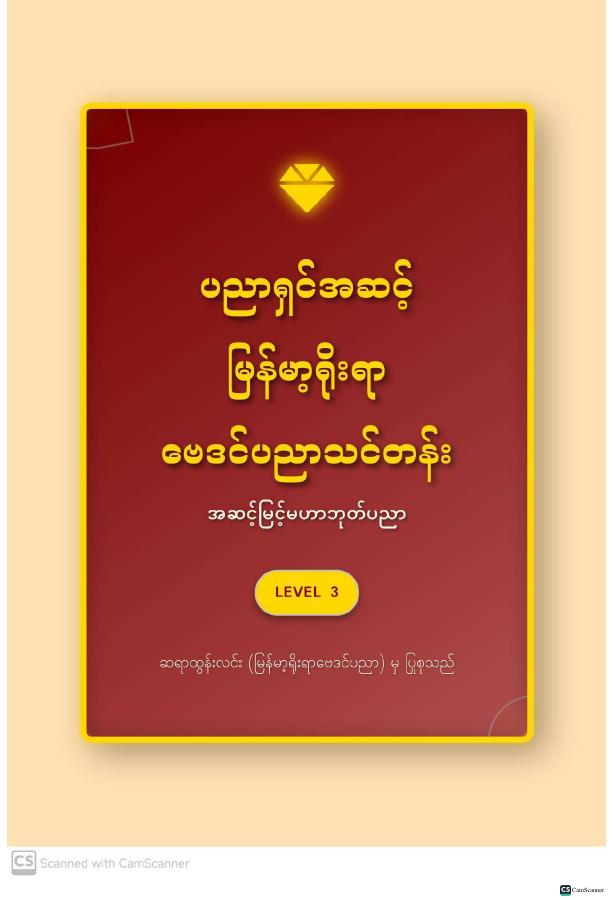 ပညာရှင်အဆင့်
မြန်မာ့ရိုးရာ
ဗေဒင်ပညာသင်တန်း
အဆင့်မြင့်မဟာဘုတ်ပညာ
LEVEL 3
ဆရာထွန်းလင်း (မြန်မာ့ရိုးရာဗေဒင်ပညာ) မှ ပြုစုသည်
CS Scanned with CamScanner
CS CamScanner